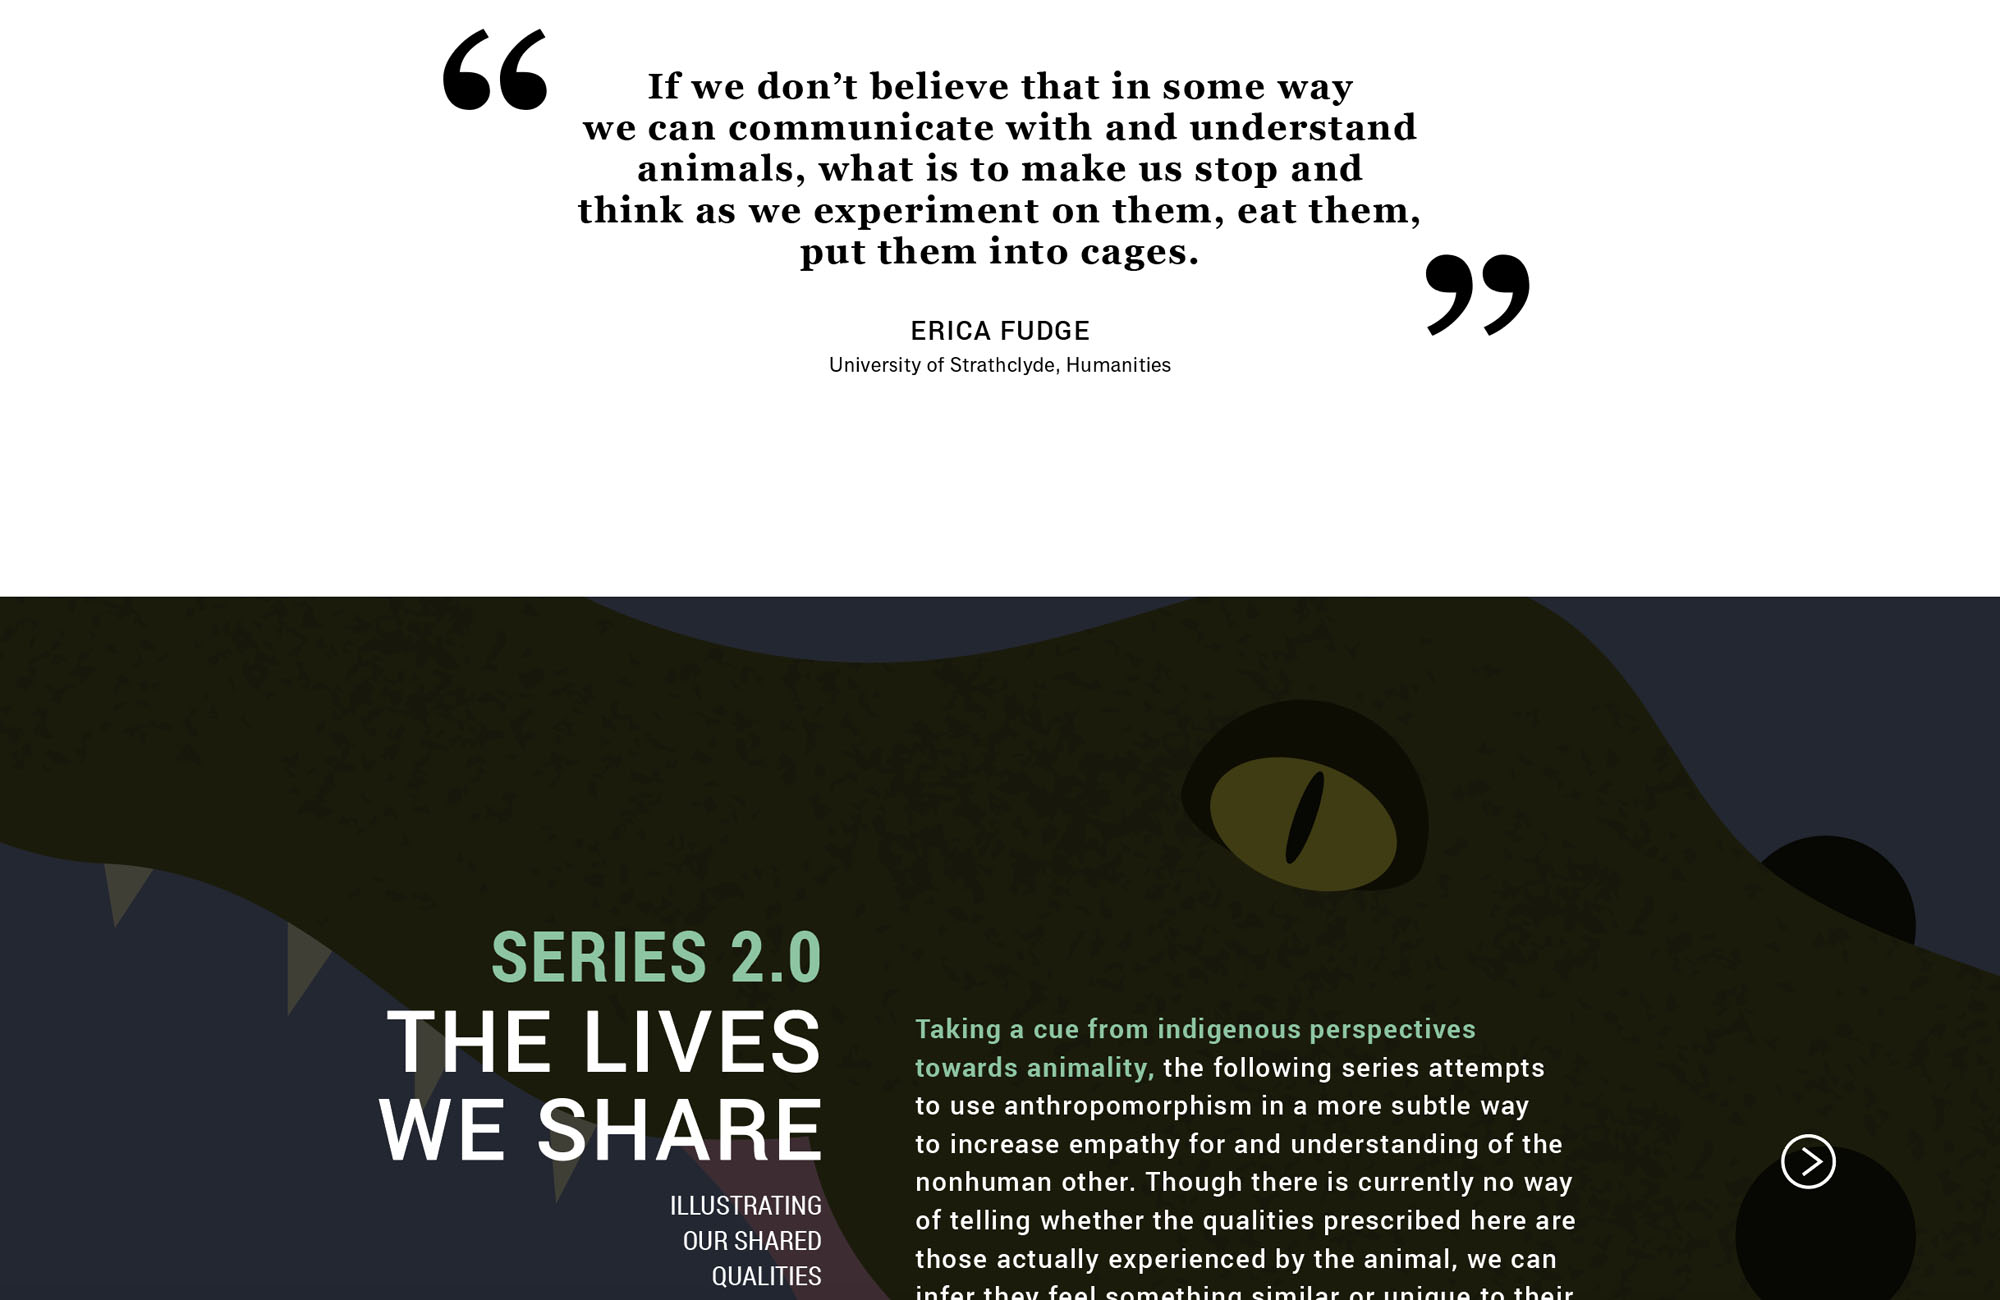 “
If we don’t believe that in some way
we can communicate with and understand
animals, what is to make us stop and
think as we experiment on them, eat them,
put them into cages.
”
ERICA FUDGE
University of Strathclyde, Humanities
SERIES 2.0
THE LIVES
WE SHARE
ILLUSTRATING
OUR SHARED
QUALITIES
Taking a cue from indigenous perspectives
towards animality, the following series attempts
to use anthropomorphism in a more subtle way
to increase empathy for and understanding of the
nonhuman other. Though there is currently no way
of telling whether the qualities prescribed here are
those actually experienced by the animal, we can
infer they feel something similar or unique to their